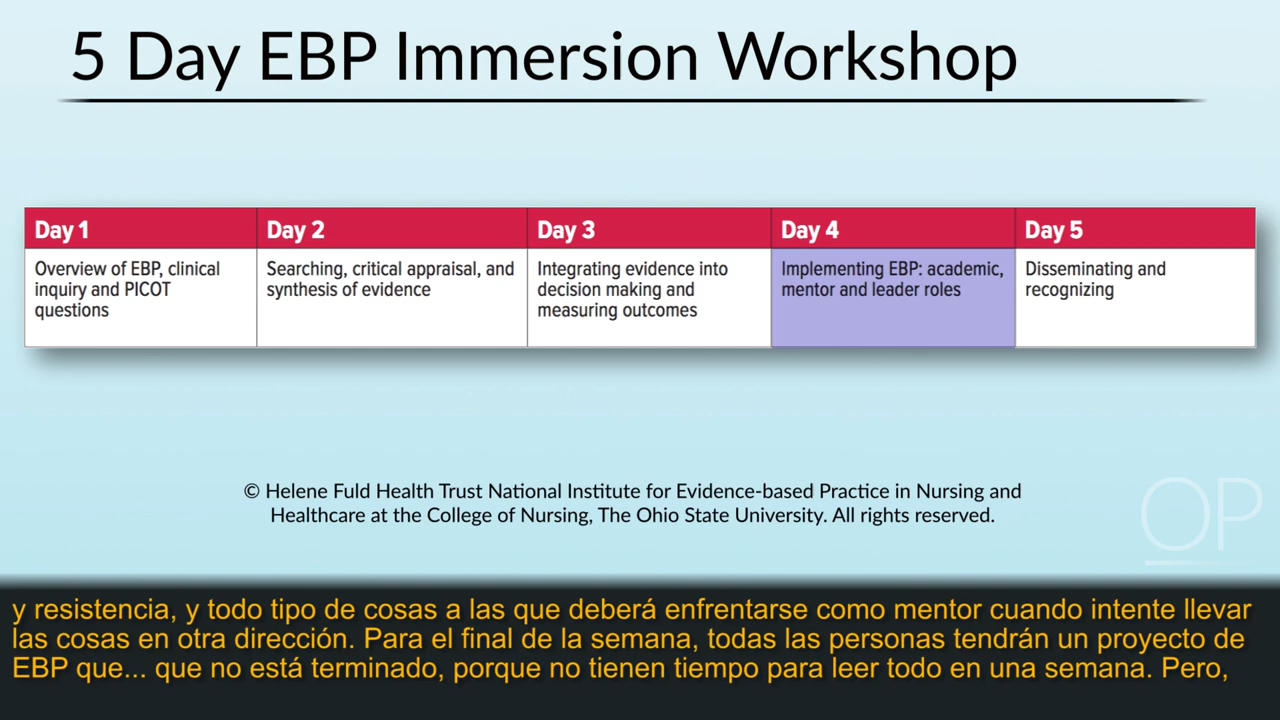 5 Day EBP Immersion Workshop
Day 1
Day 2
Day 3
Day 4
Day 5
Overview of EBP, clinical
inquiry and PICOT
questions
Searching, critical appraisal, and
synthesis of evidence
Integrating evidence into
decision making and
measuring outcomes
Implementing EBP: academic,
mentor and leader roles
Disseminating and
recognizing
© Helene Fuld Health Trust National Institute for Evidence-based Practice in Nursing and
Healthcare at the College of Nursing, The Ohio State University. All rights reserved.
OP
y resistencia, y todo tipo de cosas a las que deberá enfrentarse como mentor cuando intente llevar
las cosas en otra dirección. Para el final de la semana, todas las personas tendrán un proyecto de
EBP que... que no está terminado, porque no tienen tiempo para leer todo en una semana. Pero,